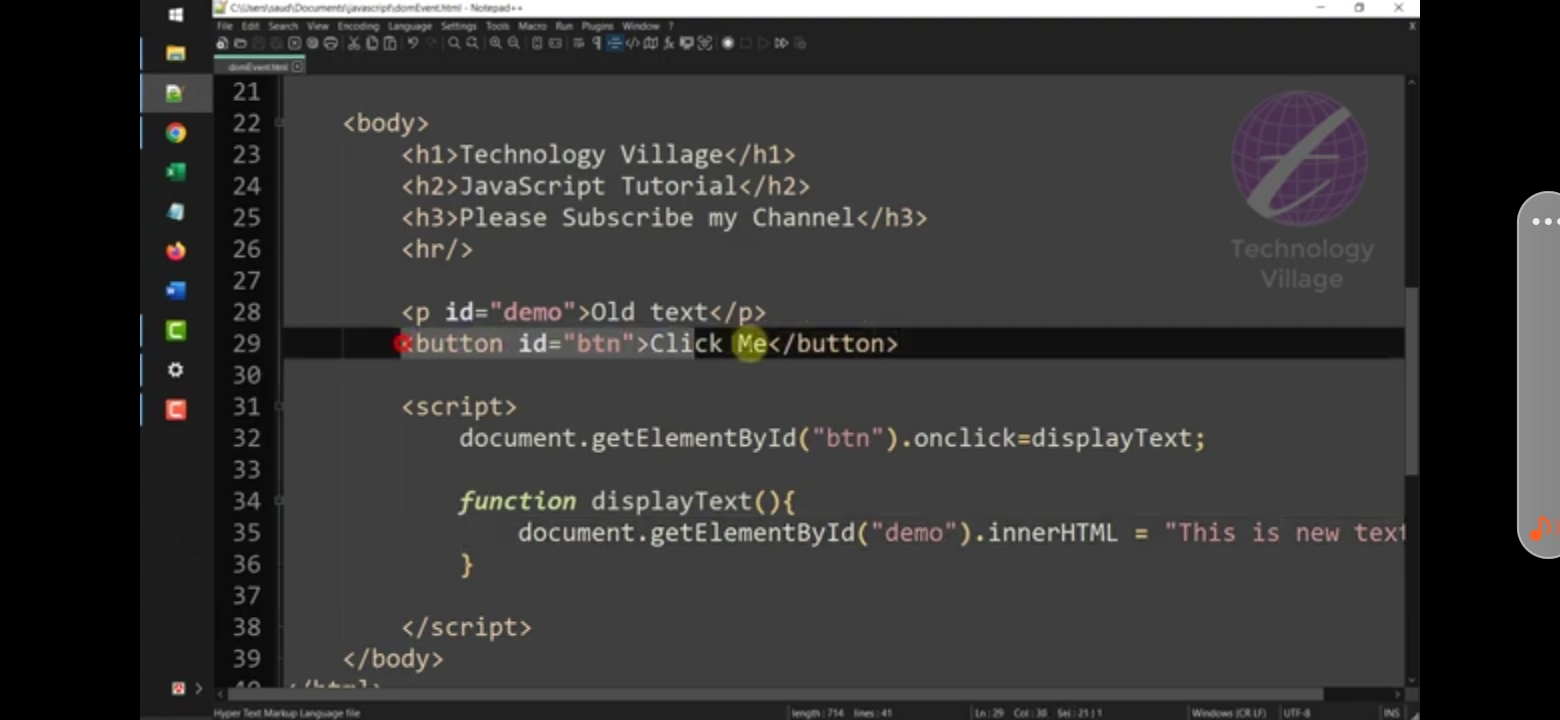 C:\Users\saud\Documents\javascript\domEvent.html - Notepad++
File Edit Search View Encoding Language Settings Tools Macro Run Plugins Window ?
domEvent.html
21
22 <body>
23 <h1>Technology Village</h1>
24 <h2>JavaScript Tutorial</h2>
25 <h3>Please Subscribe my Channel</h3>
26 <hr/>
27
28 <p id="demo">Old text</p>
29 <button id="btn">Click Me</button>
30
31 <script>
32 document.getElementById("btn").onclick=displayText;
33
34 function displayText(){
35 document.getElementById("demo").innerHTML = "This is new text
36 }
37
38 </script>
39 </body>
40 </html>
Technology
Village
Hyper Text Markup Language file length : 714 lines : 41 Ln : 29 Col : 30 Sel : 21 | 1 Windows (CR LF) UTF-8 INS